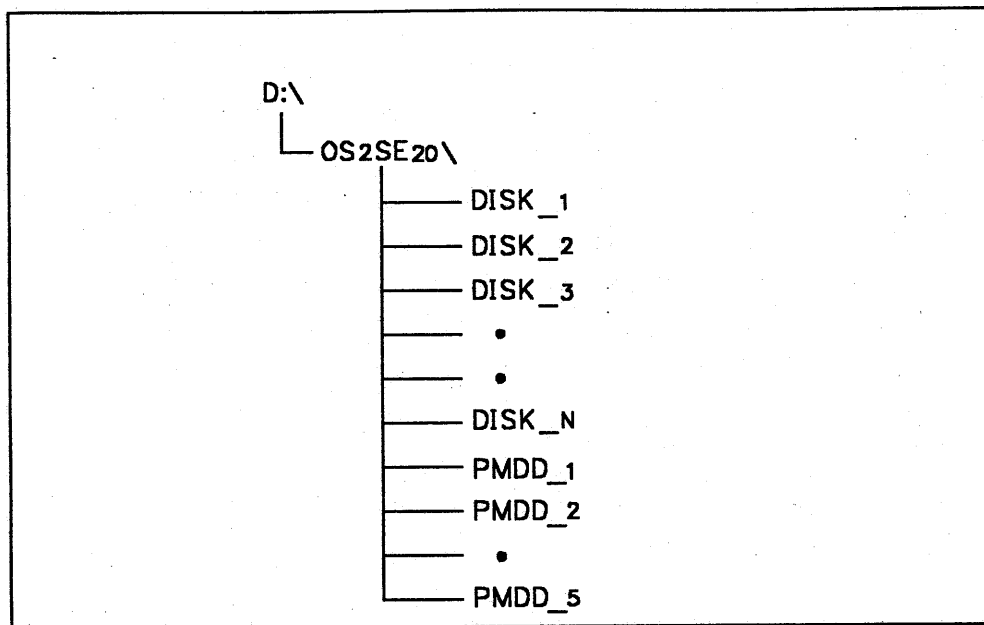 D:\
OS2SE20\
DISK_1
DISK_2
DISK_3
•
•
DISK_N
PMDD_1
PMDD_2
•
PMDD_5